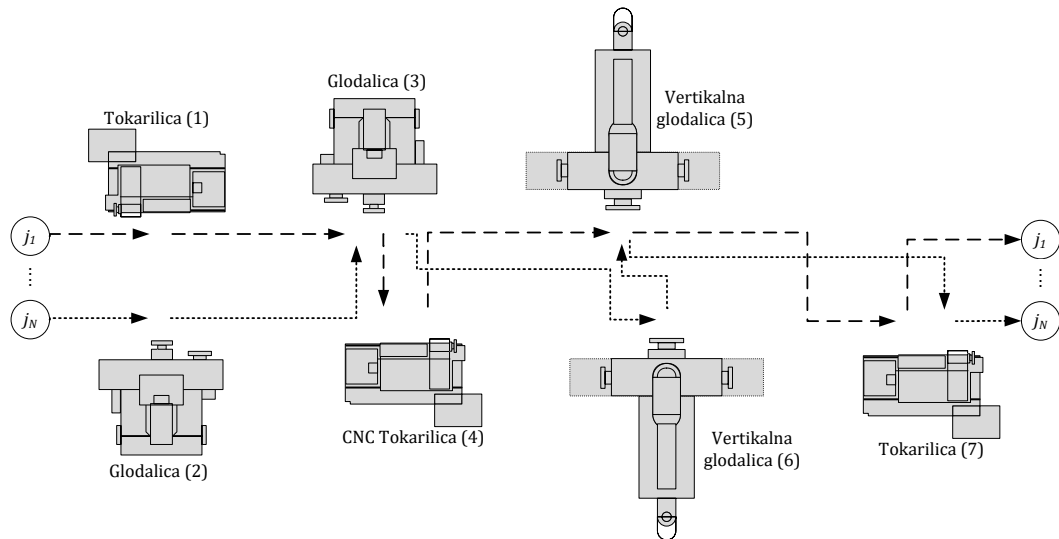 Tokarilica (1)
Glodalica (3)
Vertikalna
glodalica (5)
j1
j1
jN
jN
Glodalica (2)
CNC Tokarilica (4)
Vertikalna
glodalica (6)
Tokarilica (7)